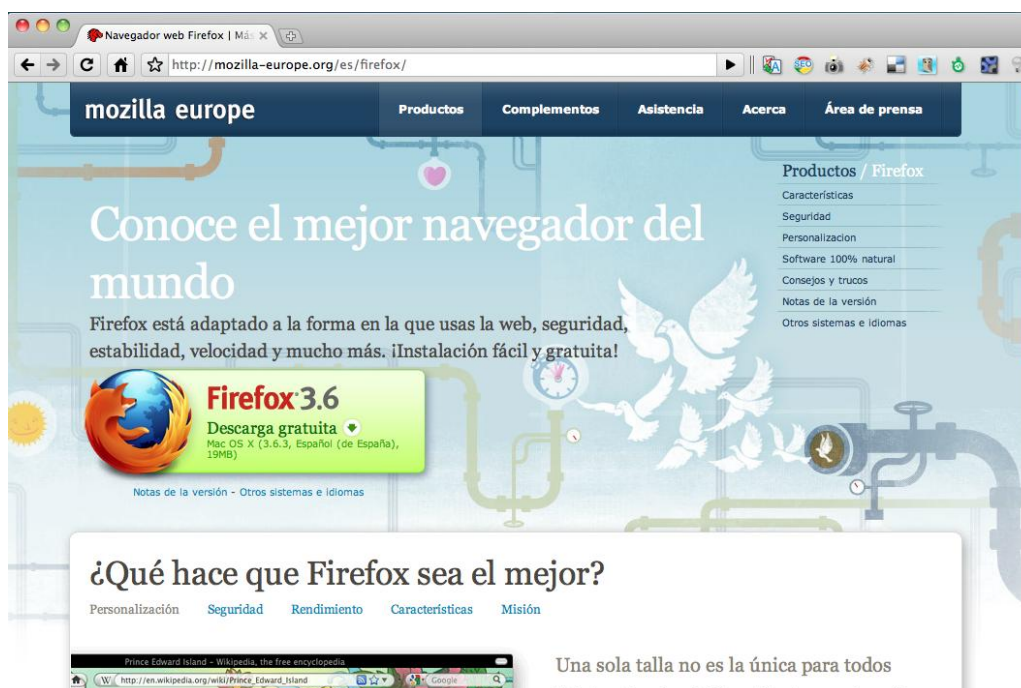 Navegador web Firefox | Más
http://mozilla-europe.org/es/firefox/
mozilla europe
Productos
Complementos
Asistencia
Acerca
Área de prensa
Productos / Firefox
Características
Seguridad
Personalizacion
Software 100% natural
Consejos y trucos
Notas de la versión
Otros sistemas e idiomas
Conoce el mejor navegador del
mundo
Firefox está adaptado a la forma en la que usas la web, seguridad,
estabilidad, velocidad y mucho más. ¡Instalación fácil y gratuita!
Firefox 3.6
Descarga gratuita
Mac OS X (3.6.3, Español (de España),
19MB)
Notas de la versión - Otros sistemas e idiomas
¿Qué hace que Firefox sea el mejor?
Personalización
Seguridad
Rendimiento
Características
Misión
Prince Edward Island – Wikipedia, the free encyclopedia
W http://en.wikipedia.org/wiki/Prince_Edward_Island
Google
Una sola talla no es la única para todos